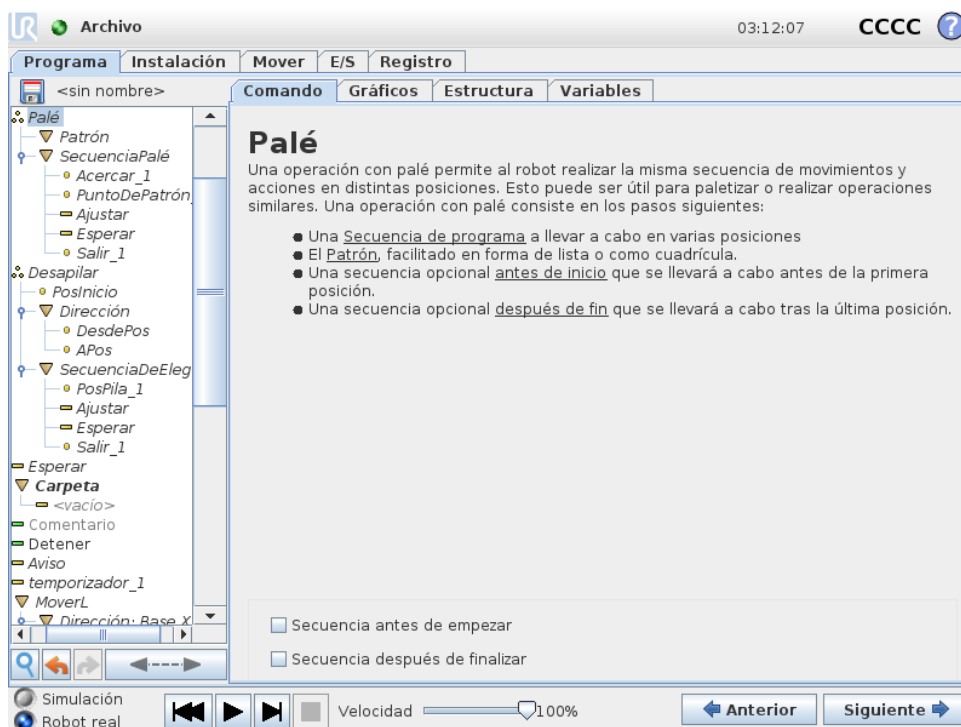 UR Archivo 03:12:07 CCCC ?
Programa Instalación Mover E/S Registro
<sin nombre> Comando Gráficos Estructura Variables
Palé
Patrón
SecuenciaPalé
Acercar_1
PuntoDePatrón
Ajustar
Esperar
Salir_1
Desapilar
PosInicio
Dirección
DesdePos
APos
SecuenciaDeEleg
PosPila_1
Ajustar
Esperar
Salir_1
Esperar
Carpeta
<vacío>
Comentario
Detener
Aviso
temporizador_1
MoverL
Dirección: Base X
Palé
Una operación con palé permite al robot realizar la misma secuencia de movimientos y
acciones en distintas posiciones. Esto puede ser útil para paletizar o realizar operaciones
similares. Una operación con palé consiste en los pasos siguientes:
● Una Secuencia de programa a llevar a cabo en varias posiciones
● El Patrón, facilitado en forma de lista o como cuadrícula.
● Una secuencia opcional antes de inicio que se llevará a cabo antes de la primera
posición.
● Una secuencia opcional después de fin que se llevará a cabo tras la última posición.
Secuencia antes de empezar
Secuencia después de finalizar
Simulación
Robot real
Velocidad 100% Anterior Siguiente